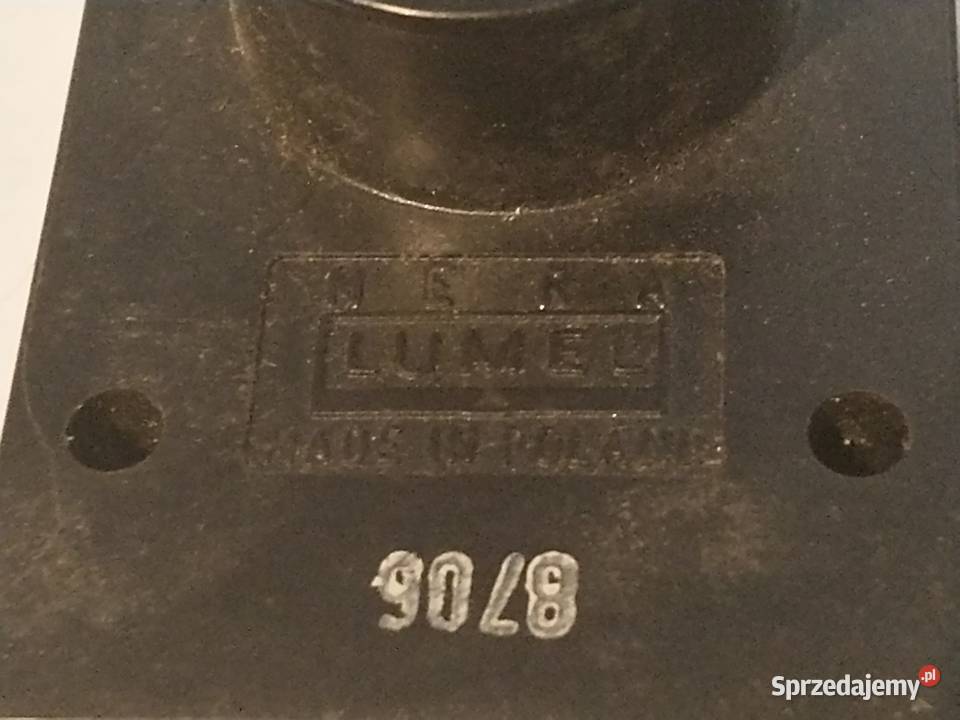 MERA
LUMEL
MADE IN POLAND
8706
Sprzedajemy.pl